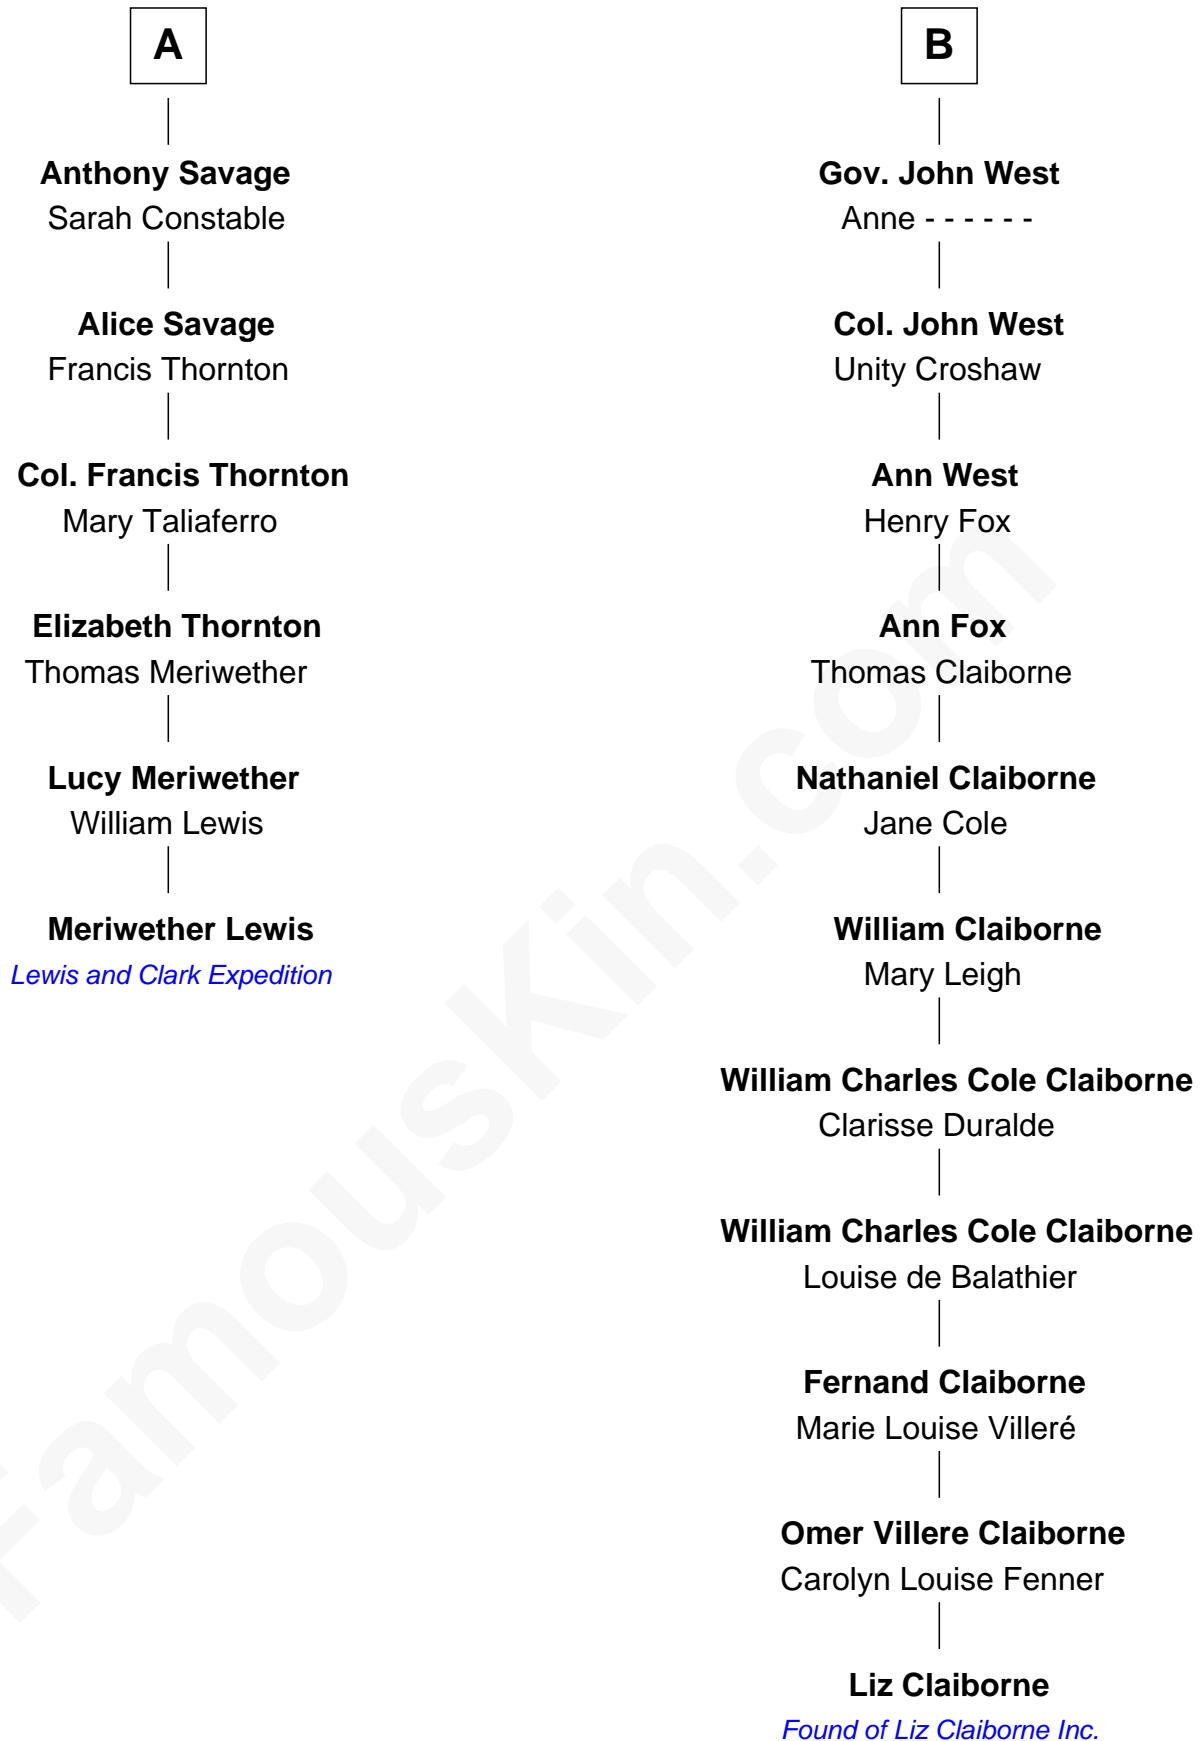 A
Anthony Savage
Sarah Constable
Alice Savage
Francis Thornton
Col. Francis Thornton
Mary Taliaferro
Elizabeth Thornton
Thomas Meriwether
Lucy Meriwether
William Lewis
Meriwether Lewis
Lewis and Clark Expedition
B
Gov. John West
Anne - - - - - -
Col. John West
Unity Croshaw
Ann West
Henry Fox
Ann Fox
Thomas Claiborne
Nathaniel Claiborne
Jane Cole
William Claiborne
Mary Leigh
William Charles Cole Claiborne
Clarisse Duralde
William Charles Cole Claiborne
Louise de Balathier
Fernand Claiborne
Marie Louise Villeré
Omer Villere Claiborne
Carolyn Louise Fenner
Liz Claiborne
Found of Liz Claiborne Inc.
FamousKin.com